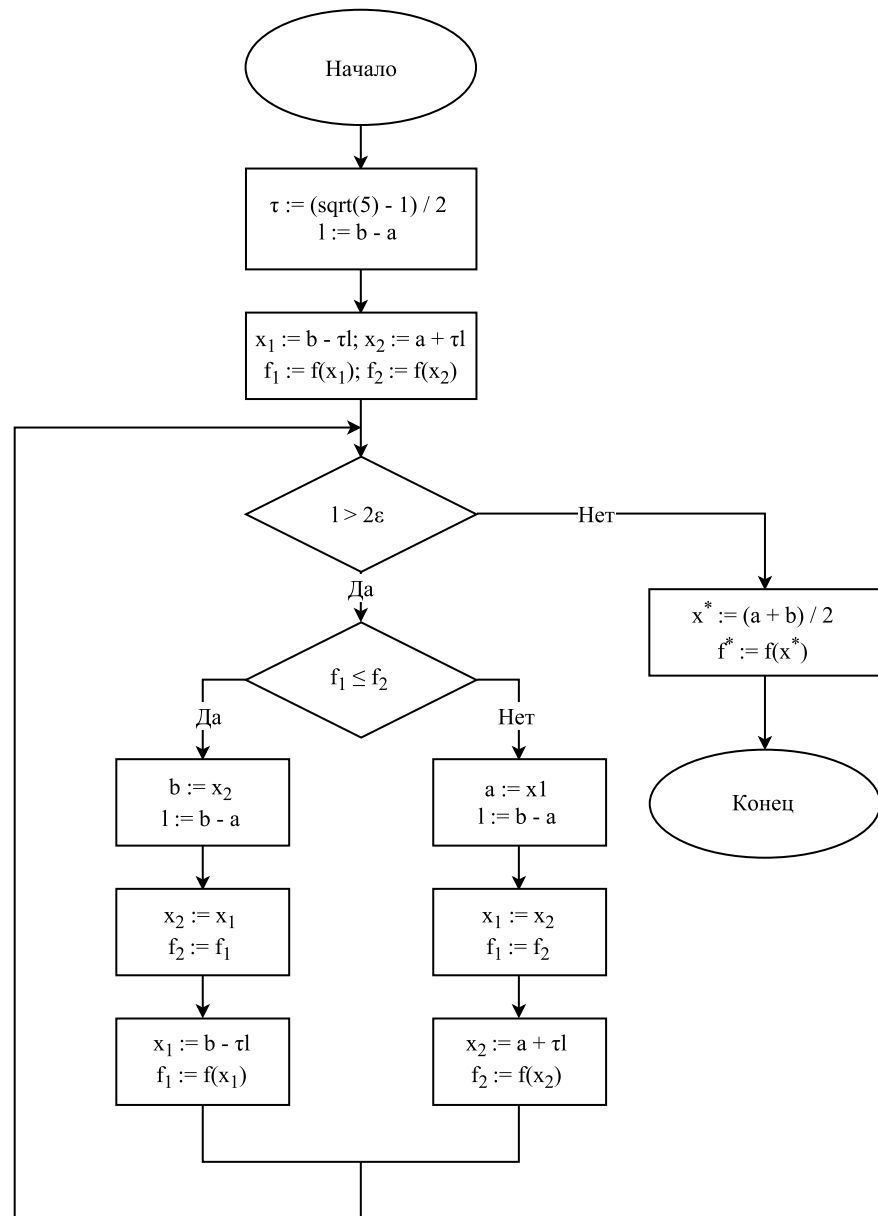 Начало
τ := (sqrt(5) - 1) / 2
l := b - a
x₁ := b - τl; x₂ := a + τl
f₁ := f(x₁); f₂ := f(x₂)
l > 2ε
Нет
Да
x* := (a + b) / 2
f* := f(x*)
f₁ ≤ f₂
Да
Нет
b := x₂
l := b - a
a := x1
l := b - a
Конец
x₂ := x₁
f₂ := f₁
x₁ := x₂
f₁ := f₂
x₁ := b - τl
f₁ := f(x₁)
x₂ := a + τl
f₂ := f(x₂)